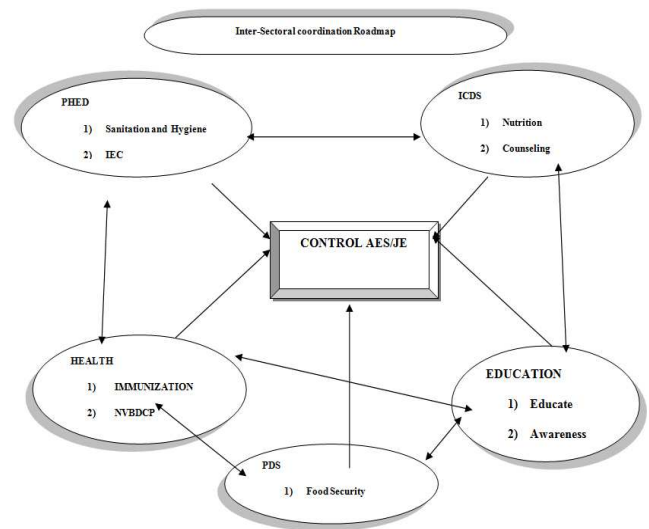 Inter-Sectoral coordination Roadmap
PHED
1) Sanitation and Hygiene
2) IEC
ICDS
1) Nutrition
2) Counseling
CONTROL AES/JE
HEALTH
1) IMMUNIZATION
2) NVBDCP
EDUCATION
1) Educate
2) Awareness
PDS
1) Food Security